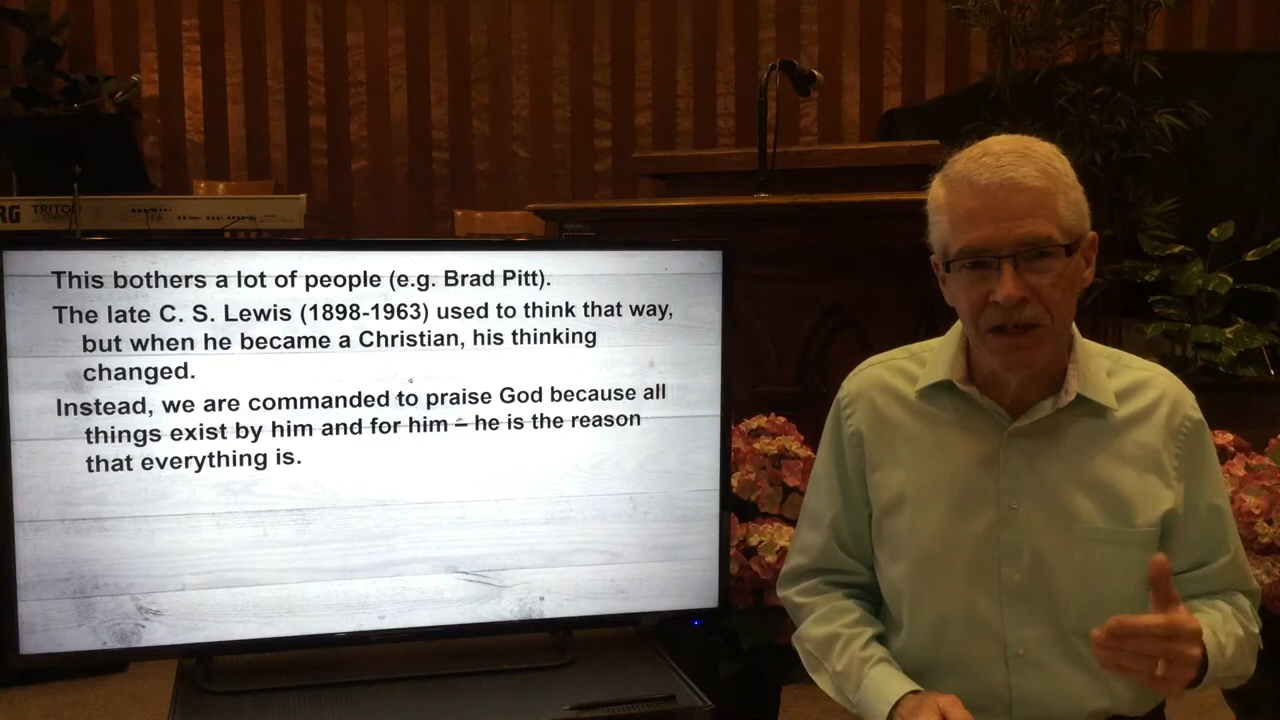 RG TRITON
This bothers a lot of people (e.g. Brad Pitt).
The late C. S. Lewis (1898-1963) used to think that way,
but when he became a Christian, his thinking
changed.
Instead, we are commanded to praise God because all
things exist by him and for him – he is the reason
that everything is.